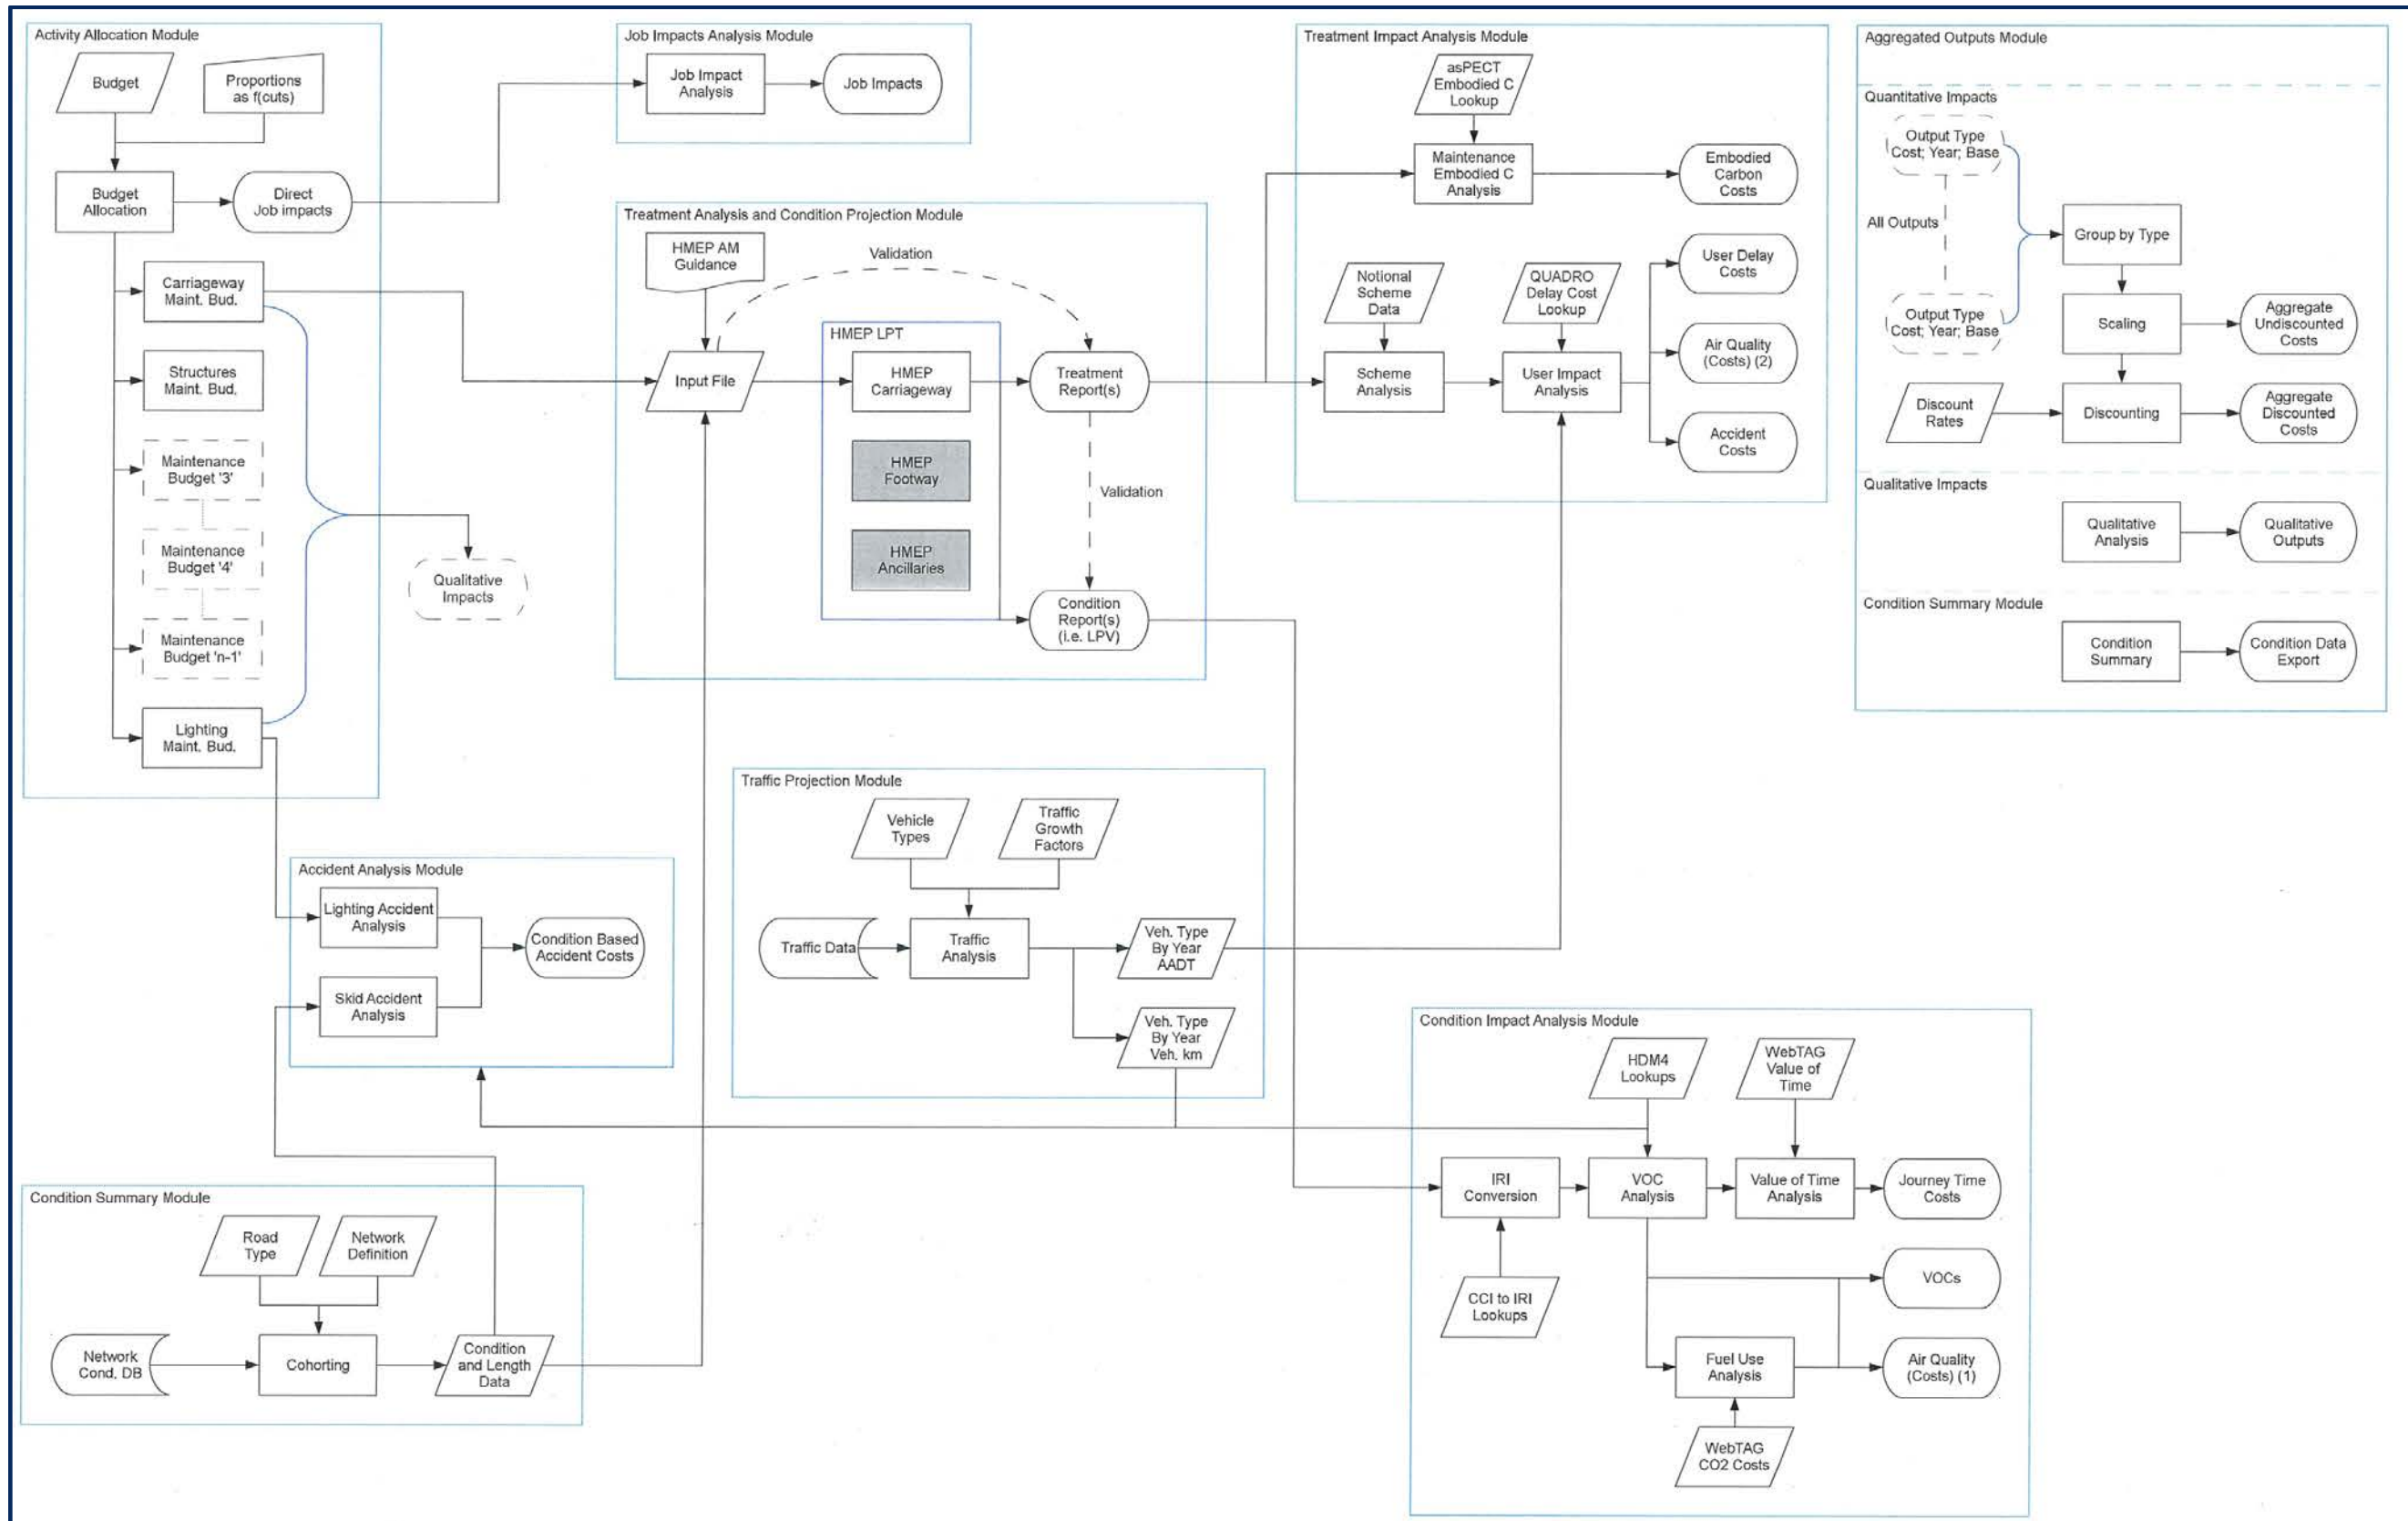 Activity Allocation Module
Budget
Proportions
as f(cuts)
Budget
Allocation
Direct
Job impacts
Carriageway
Maint. Bud.
Structures
Maint. Bud.
Maintenance
Budget '3'
Maintenance
Budget '4'
Maintenance
Budget 'n-1'
Lighting
Maint. Bud.
Qualitative
Impacts
Job Impacts Analysis Module
Job Impact
Analysis
Job Impacts
Treatment Analysis and Condition Projection Module
HMEP AM
Guidance
Validation
HMEP LPT
Input File
HMEP
Carriageway
HMEP
Footway
HMEP
Ancillaries
Treatment
Report(s)
Validation
Condition
Report(s)
(i.e. LPV)
Treatment Impact Analysis Module
asPECT
Embodied C
Lookup
Maintenance
Embodied C
Analysis
Embodied
Carbon
Costs
Notional
Scheme
Data
QUADRO
Delay Cost
Lookup
Scheme
Analysis
User Impact
Analysis
User Delay
Costs
Air Quality
(Costs) (2)
Accident
Costs
Aggregated Outputs Module
Quantitative Impacts
Output Type
Cost; Year; Base
All Outputs
Output Type
Cost; Year; Base
Group by Type
Scaling
Aggregate
Undiscounted
Costs
Discount
Rates
Discounting
Aggregate
Discounted
Costs
Qualitative Impacts
Qualitative
Analysis
Qualitative
Outputs
Condition Summary Module
Condition
Summary
Condition Data
Export
Traffic Projection Module
Vehicle
Types
Traffic
Growth
Factors
Traffic Data
Traffic
Analysis
Veh. Type
By Year
AADT
Veh. Type
By Year
Veh. km
Accident Analysis Module
Lighting Accident
Analysis
Skid Accident
Analysis
Condition Based
Accident Costs
Condition Summary Module
Road
Type
Network
Definition
Network
Cond. DB
Cohorting
Condition
and Length
Data
Condition Impact Analysis Module
HDM4
Lookups
WebTAG
Value of
Time
IRI
Conversion
VOC
Analysis
Value of Time
Analysis
Journey Time
Costs
CCI to IRI
Lookups
VOCs
Fuel Use
Analysis
Air Quality
(Costs) (1)
WebTAG
CO2 Costs